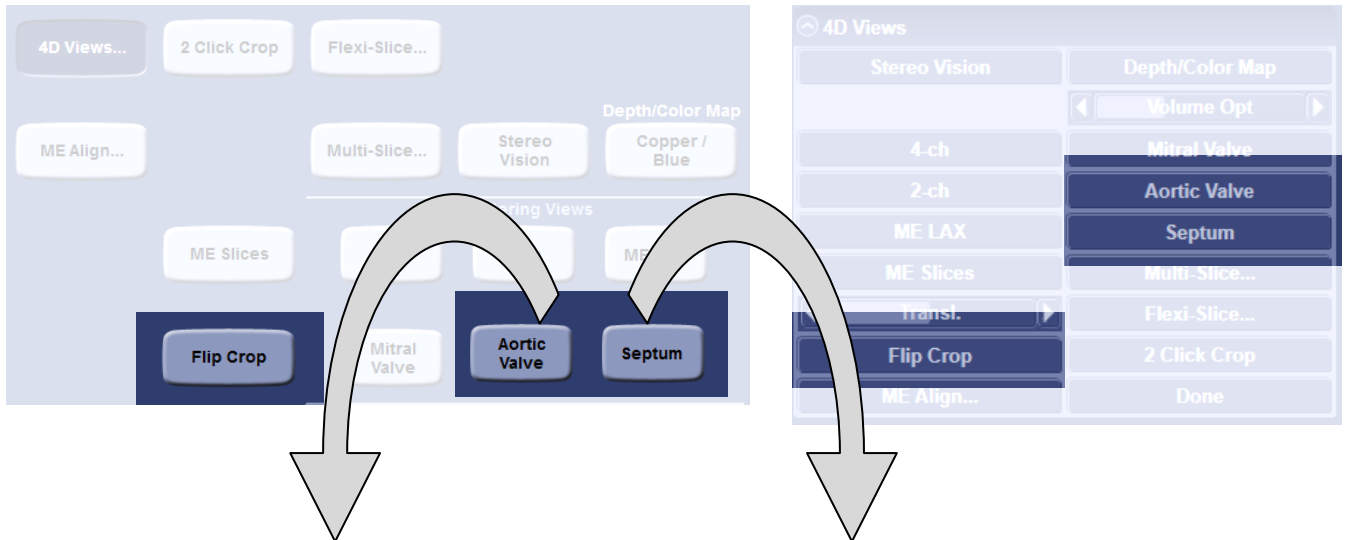 4D Views...
2 Click Crop
Flexi-Slice...
Depth/Color Map
ME Align...
Multi-Slice...
Stereo
Vision
Copper /
Blue
ring Views
ME Slices
ME
Flip Crop
Mitral
Valve
Aortic
Valve
Septum
4D Views
Stereo Vision
Depth/Color Map
Volume Opt
4-ch
Mitral Valve
2-ch
Aortic Valve
ME LAX
Septum
ME Slices
Multi-Slice...
Transl.
Flexi-Slice...
Flip Crop
2 Click Crop
ME Align...
Done